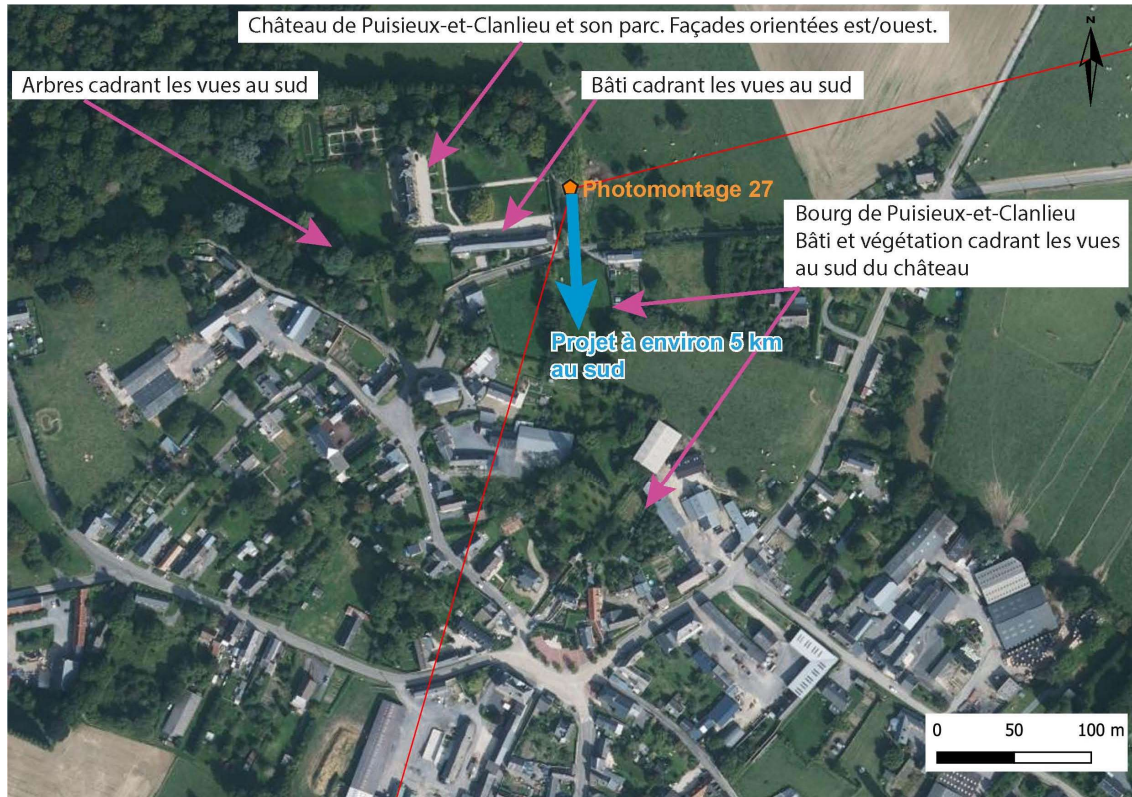 Château de Puisieux-et-Clanlieu et son parc. Façades orientées est/ouest.
N
Arbres cadrant les vues au sud
Bâti cadrant les vues au sud
Photomontage 27
Bourg de Puisieux-et-Clanlieu
Bâti et végétation cadrant les vues
au sud du château
Projet à environ 5 km
au sud
0 50 100 m